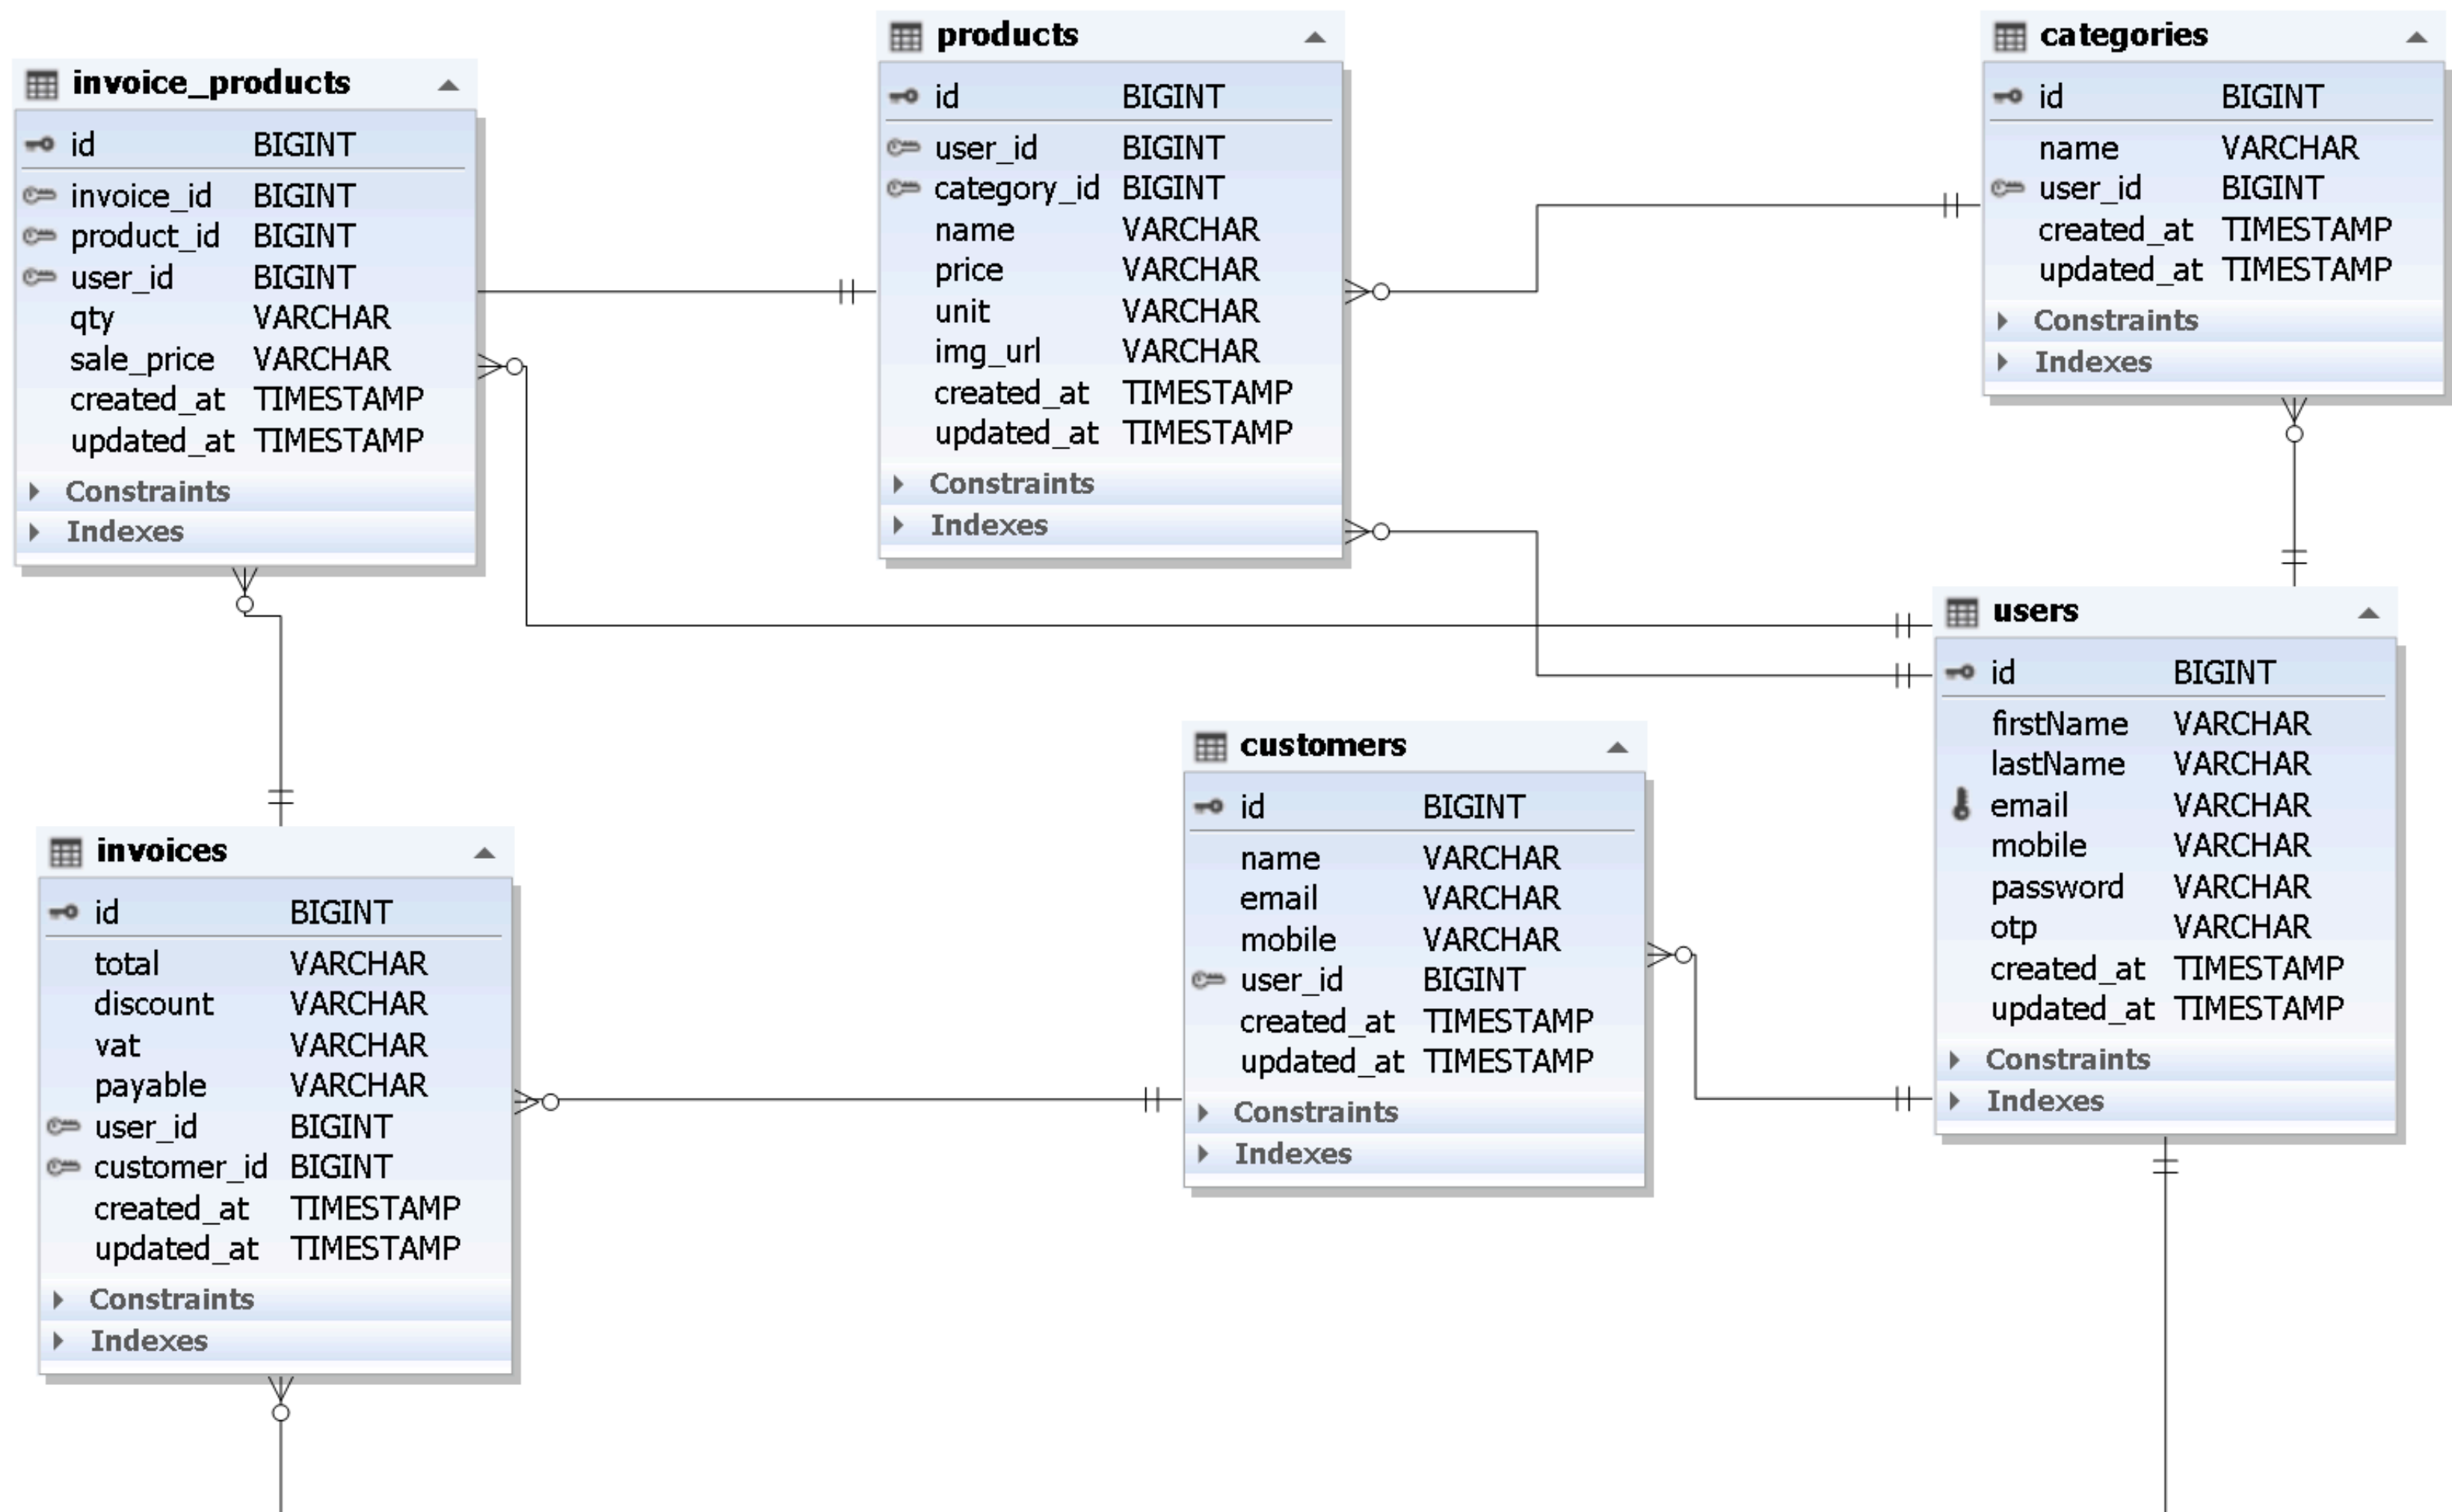 invoice_products
id BIGINT
invoice_id BIGINT
product_id BIGINT
user_id BIGINT
qty VARCHAR
sale_price VARCHAR
created_at TIMESTAMP
updated_at TIMESTAMP
Constraints
Indexes
products
id BIGINT
user_id BIGINT
category_id BIGINT
name VARCHAR
price VARCHAR
unit VARCHAR
img_url VARCHAR
created_at TIMESTAMP
updated_at TIMESTAMP
Constraints
Indexes
categories
id BIGINT
name VARCHAR
user_id BIGINT
created_at TIMESTAMP
updated_at TIMESTAMP
Constraints
Indexes
users
id BIGINT
firstName VARCHAR
lastName VARCHAR
email VARCHAR
mobile VARCHAR
password VARCHAR
otp VARCHAR
created_at TIMESTAMP
updated_at TIMESTAMP
Constraints
Indexes
customers
id BIGINT
name VARCHAR
email VARCHAR
mobile VARCHAR
user_id BIGINT
created_at TIMESTAMP
updated_at TIMESTAMP
Constraints
Indexes
invoices
id BIGINT
total VARCHAR
discount VARCHAR
vat VARCHAR
payable VARCHAR
user_id BIGINT
customer_id BIGINT
created_at TIMESTAMP
updated_at TIMESTAMP
Constraints
Indexes